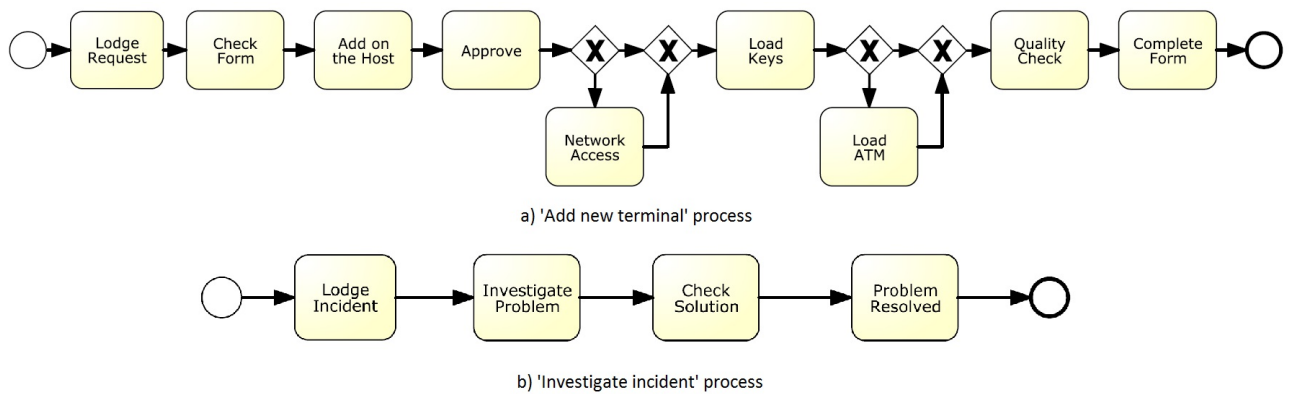 Lodge
Request
Check
Form
Add on
the Host
Approve
X
X
Load
Keys
X
X
Quality
Check
Complete
Form
Network
Access
Load
ATM
a) 'Add new terminal' process
Lodge
Incident
Investigate
Problem
Check
Solution
Problem
Resolved
b) 'Investigate incident' process